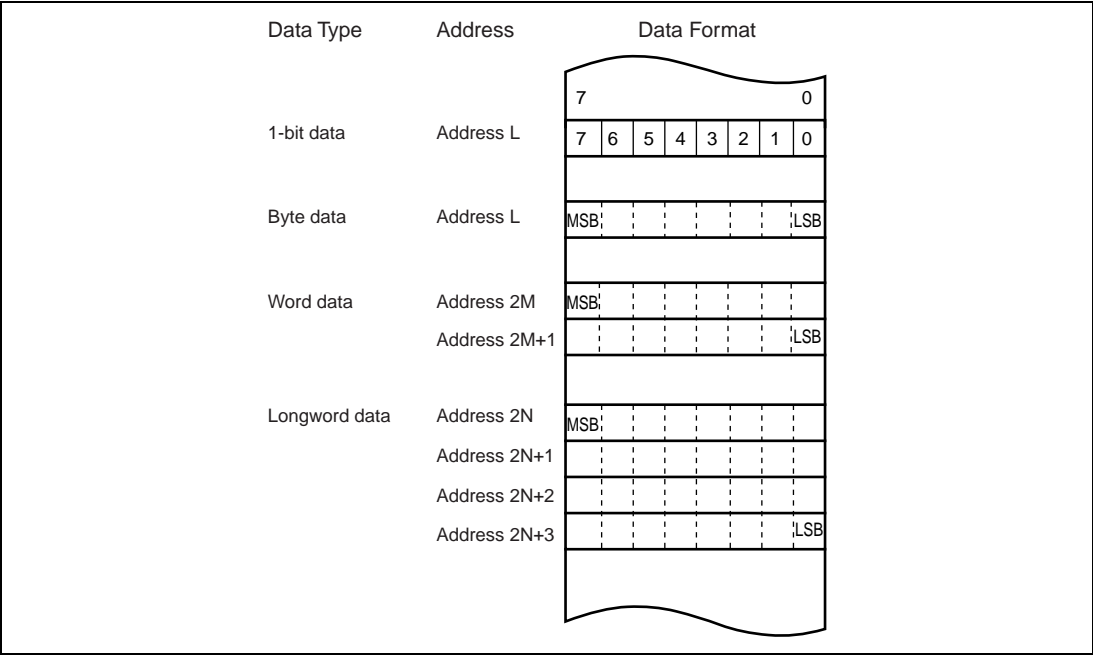 Data Type Address Data Format
7 0
1-bit data Address L 7 6 5 4 3 2 1 0
Byte data Address L MSB LSB
Word data Address 2M MSB
Address 2M+1 LSB
Longword data Address 2N MSB
Address 2N+1
Address 2N+2
Address 2N+3 LSB